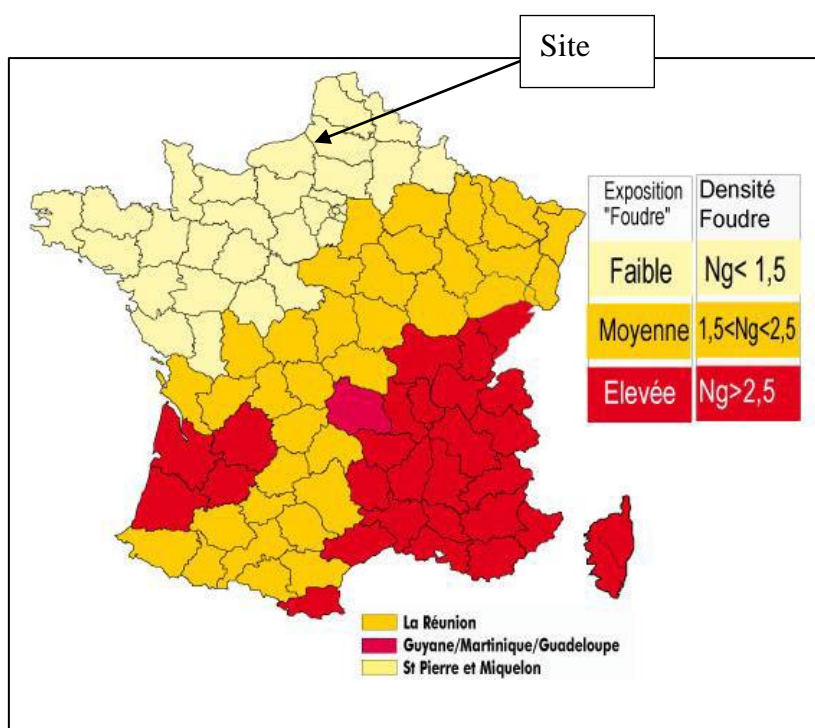 Site
Exposition
"Foudre"
Densité
Foudre
Faible
Ng< 1,5
Moyenne
1,5<Ng<2,5
Elevée
Ng>2,5
La Réunion
Guyane/Martinique/Guadeloupe
St Pierre et Miquelon